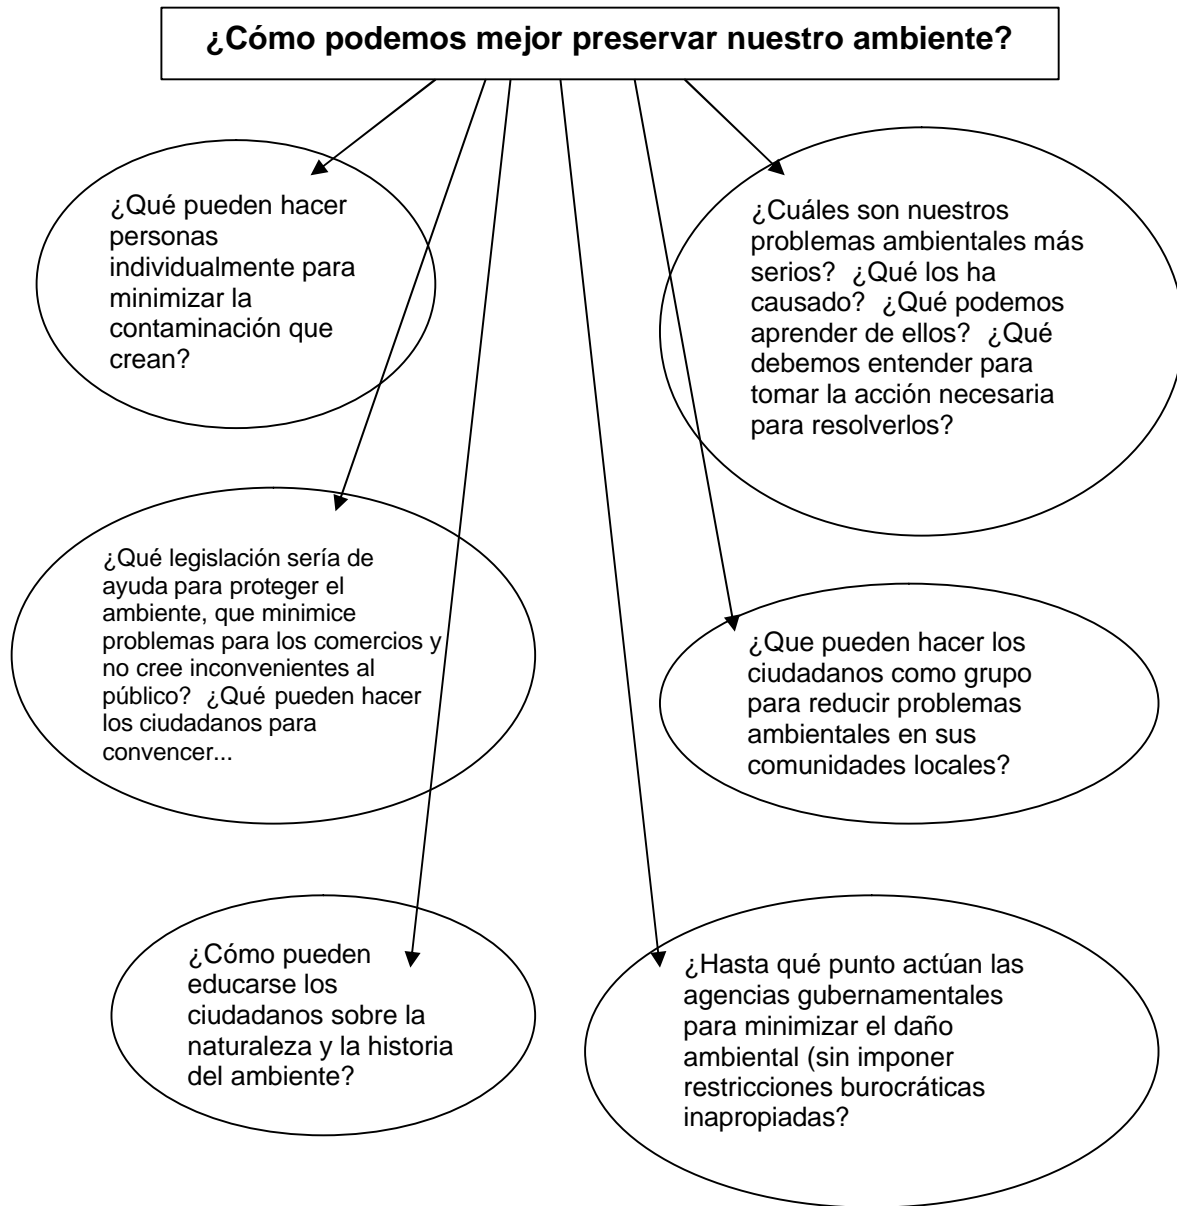 ¿Cómo podemos mejor preservar nuestro ambiente?
¿Qué pueden hacer
personas
individualmente para
minimizar la
contaminación que
crean?
¿Cuáles son nuestros
problemas ambientales más
serios?  ¿Qué los ha
causado?  ¿Qué podemos
aprender de ellos?  ¿Qué
debemos entender para
tomar la acción necesaria
para resolverlos?
¿Qué legislación sería de
ayuda para proteger el
ambiente, que minimice
problemas para los comercios y
no cree inconvenientes al
público?  ¿Qué pueden hacer
los ciudadanos para
convencer...
¿Que pueden hacer los
ciudadanos como grupo
para reducir problemas
ambientales en sus
comunidades locales?
¿Cómo pueden
educarse los
ciudadanos sobre la
naturaleza y la historia
del ambiente?
¿Hasta qué punto actúan las
agencias gubernamentales
para minimizar el daño
ambiental (sin imponer
restricciones burocráticas
inapropiadas?